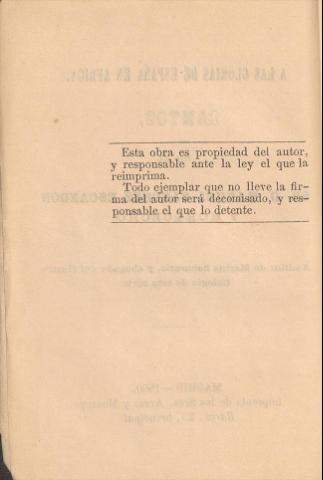 Esta obra es propiedad del autor,
y responsable ante la ley el que la
reimprima.
Todo ejemplar que no lleve la fir-
ma del autor será decomisado, y res-
ponsable el que lo detente.